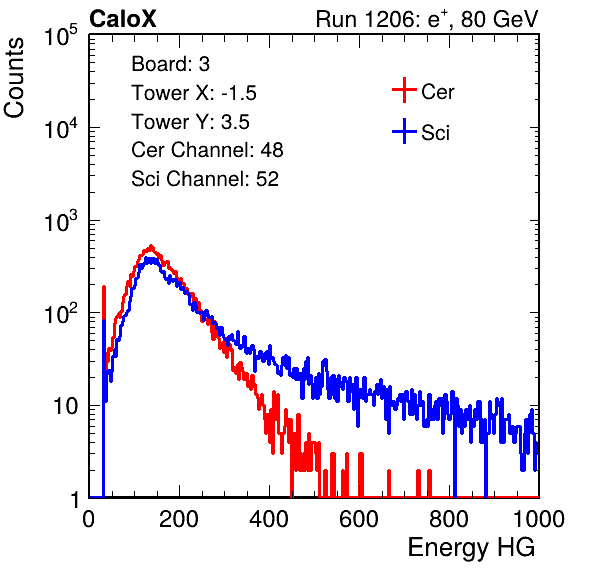 CaloX Run 1206: e⁺, 80 GeV
Counts
Board: 3
Tower X: -1.5
Tower Y: 3.5
Cer Channel: 48
Sci Channel: 52
Cer
Sci
10⁵
10⁴
10³
10²
10
1
0 200 400 600 800 1000
Energy HG